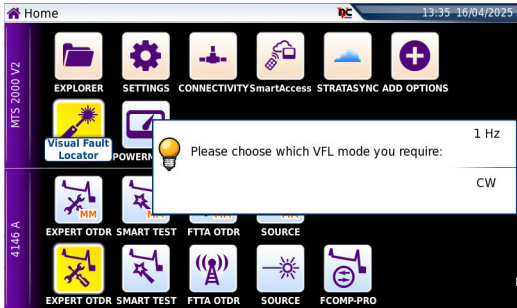 Home
13:35 16/04/2025
MTS 2000 V2
EXPLORER SETTINGS CONNECTIVITY SmartAccess STRATASYNC ADD OPTIONS
Visual Fault
Locator
1 Hz
Please choose which VFL mode you require:
CW
4146 A
MM
EXPERT OTDR SMART TEST FTTA OTDR SOURCE
EXPERT OTDR SMART TEST FTTA OTDR SOURCE FCOMP-PRO